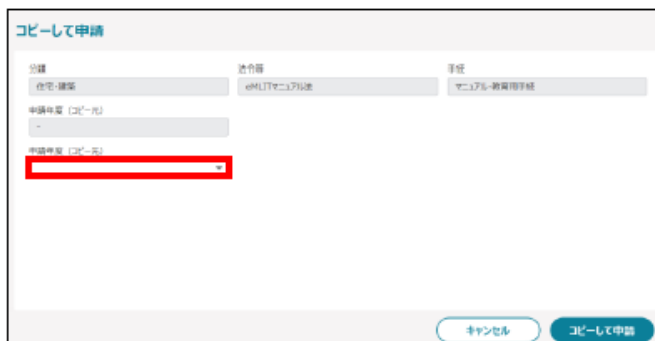 コピーして申請
分類
法令等
手続
住宅・建築
eMLITマニュアル法
マニュアル・教育用手続
申請年度（コピー元）
-
申請年度（コピー元）
キャンセル
コピーして申請